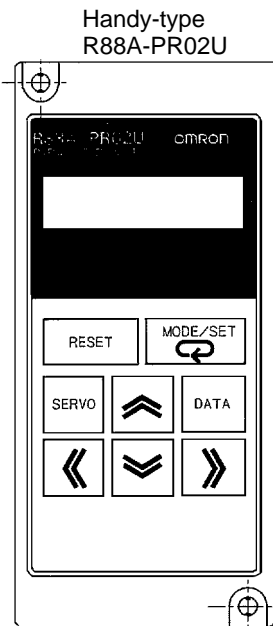 Handy-type
R88A-PR02U
R88A-PR02U OMRON
RESET MODE/SET
SERVO DATA